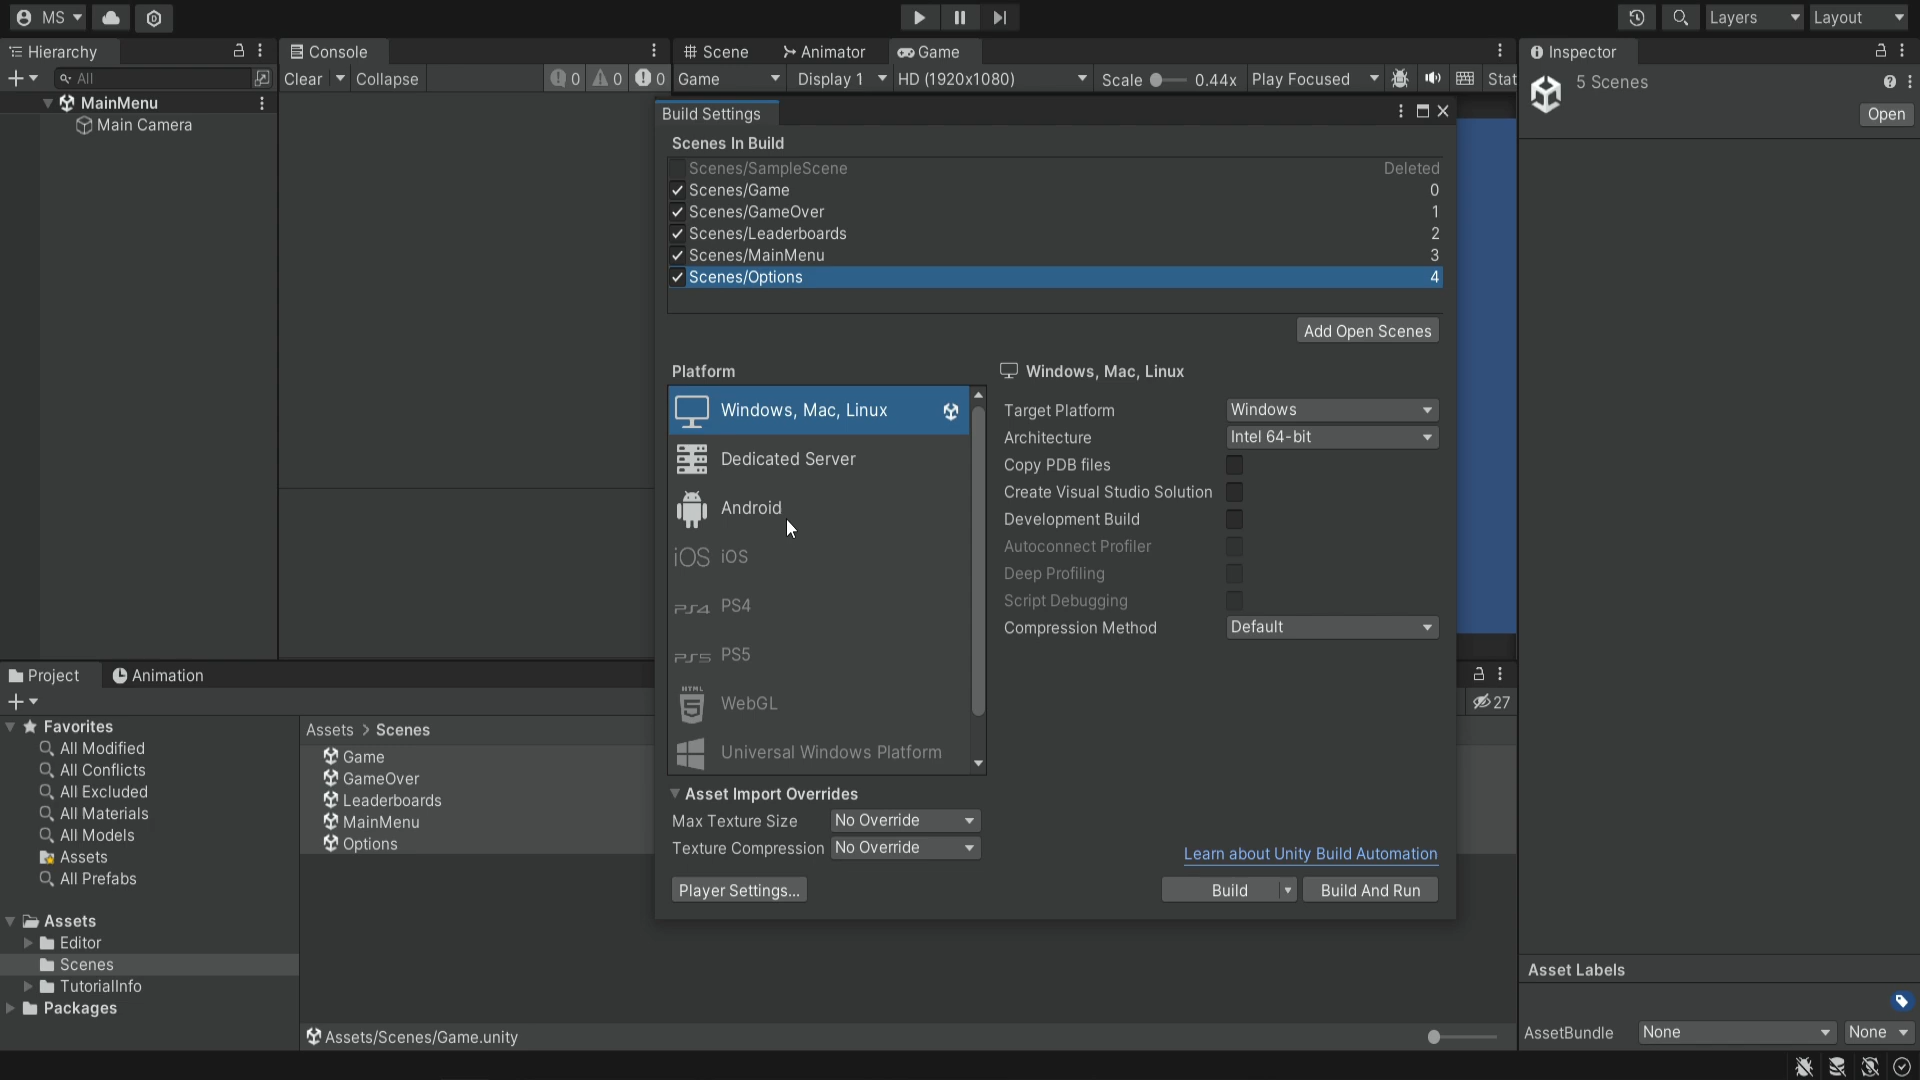 MS
Layers
Layout
Hierarchy
Console
Scene
Animator
Game
Inspector
All
Clear
Collapse
0
0
0
Game
Display 1
HD (1920x1080)
Scale
0.44x
Play Focused
Stat
5 Scenes
Open
MainMenu
Main Camera
Build Settings
Scenes In Build
Scenes/SampleScene Deleted
Scenes/Game 0
Scenes/GameOver 1
Scenes/Leaderboards 2
Scenes/MainMenu 3
Scenes/Options 4
Add Open Scenes
Platform
Windows, Mac, Linux
Dedicated Server
Android
iOS iOS
PS4 PS4
PS5 PS5
HTML 5 WebGL
Universal Windows Platform
Windows, Mac, Linux
Target Platform Windows
Architecture Intel 64-bit
Copy PDB files
Create Visual Studio Solution
Development Build
Autoconnect Profiler
Deep Profiling
Script Debugging
Compression Method Default
Asset Import Overrides
Max Texture Size No Override
Texture Compression No Override
Learn about Unity Build Automation
Player Settings...
Build
Build And Run
Project
Animation
27
Favorites
All Modified
All Conflicts
All Excluded
All Materials
All Models
Assets
All Prefabs
Assets
Editor
Scenes
TutorialInfo
Packages
Assets > Scenes
Game
GameOver
Leaderboards
MainMenu
Options
Assets/Scenes/Game.unity
Asset Labels
AssetBundle None None